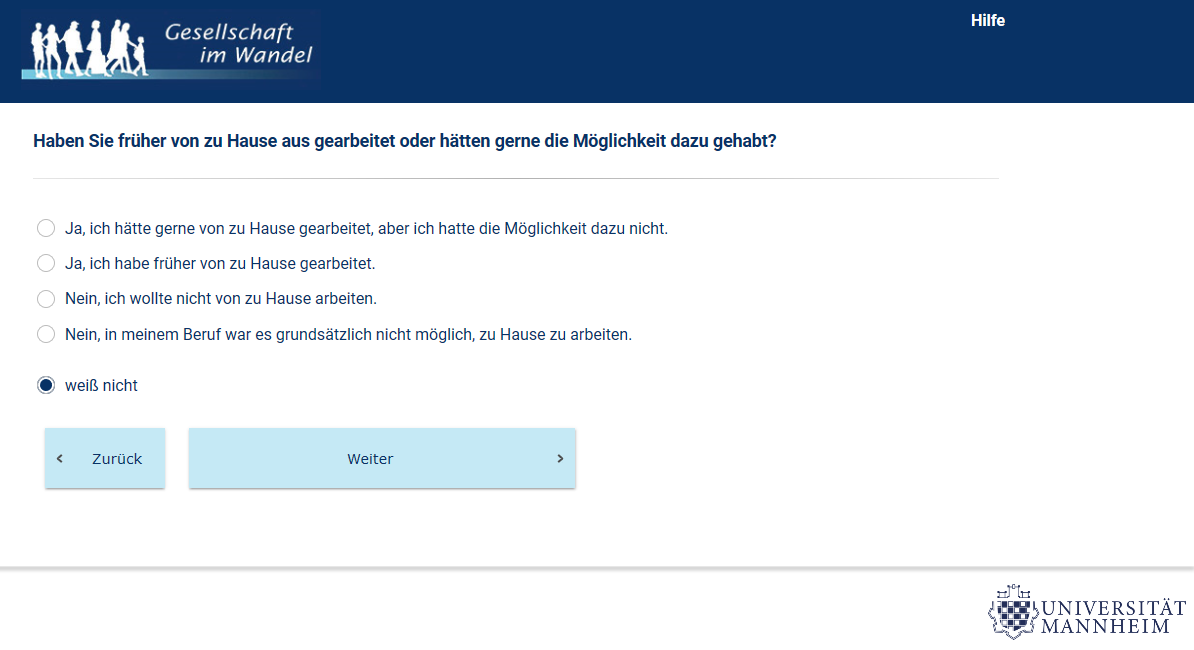 Gesellschaft
im Wandel
Hilfe
Haben Sie früher von zu Hause aus gearbeitet oder hätten gerne die Möglichkeit dazu gehabt?
Ja, ich hätte gerne von zu Hause gearbeitet, aber ich hatte die Möglichkeit dazu nicht.
Ja, ich habe früher von zu Hause gearbeitet.
Nein, ich wollte nicht von zu Hause arbeiten.
Nein, in meinem Beruf war es grundsätzlich nicht möglich, zu Hause zu arbeiten.
weiß nicht
Zurück
Weiter
UNIVERSITÄT
MANNHEIM